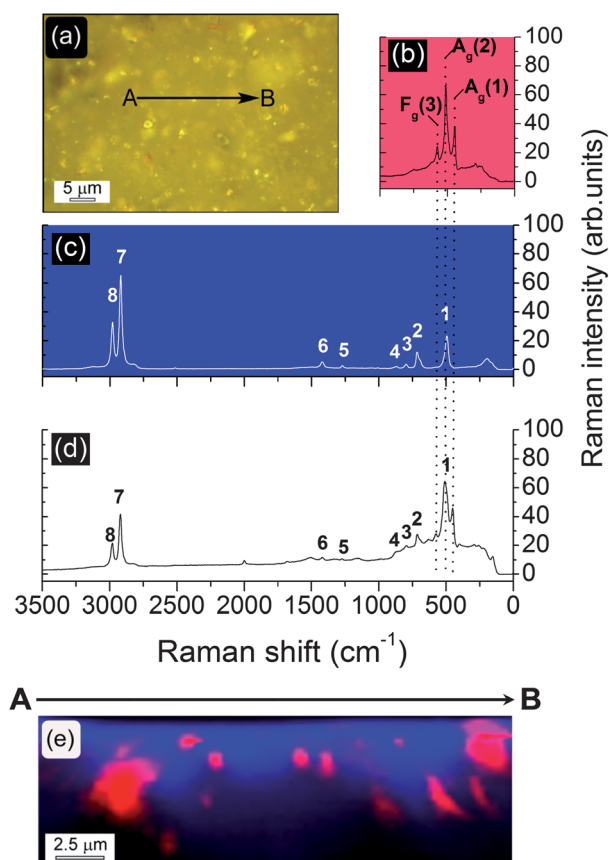 (a)
A B
5 μm
(b)
A_g(2)
A_g(1)
F_g(3)
100
80
60
40
20
0
(c)
7
8
6 5 4 3 2 1
100
80
60
40
20
0
(d)
7
8
6 5 4 3 2 1
100
80
60
40
20
0
3500 3000 2500 2000 1500 1000 500 0
Raman shift (cm⁻¹)
Raman intensity (arb.units)
A B
(e)
2.5 μm